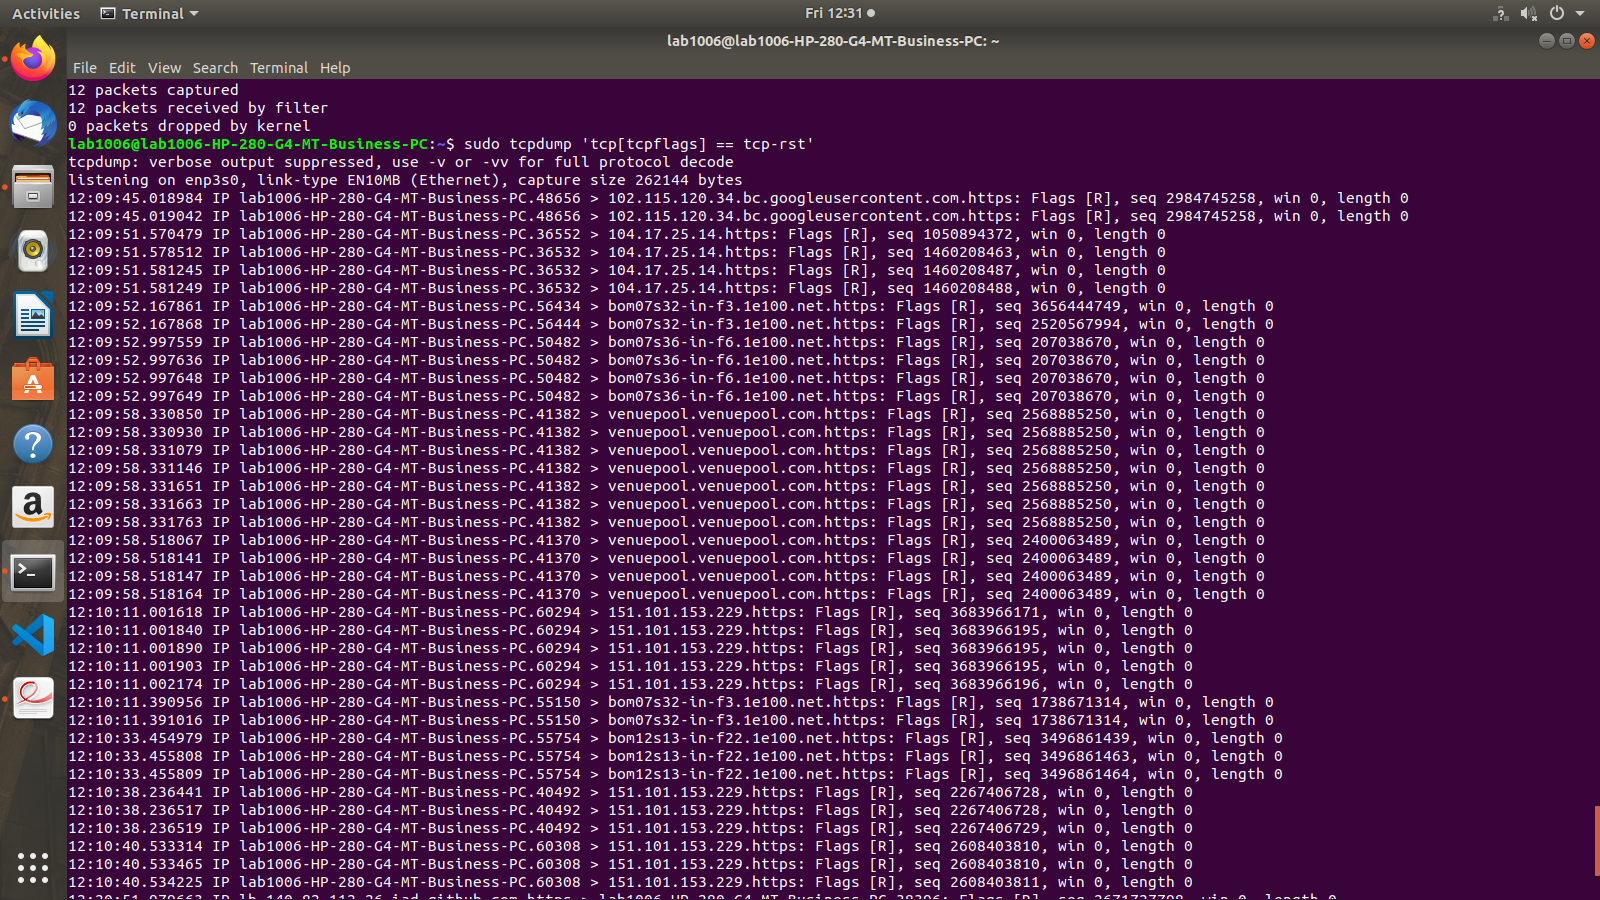 Activities Terminal Fri 12:31
lab1006@lab1006-HP-280-G4-MT-Business-PC: ~
File Edit View Search Terminal Help
12 packets captured
12 packets received by filter
0 packets dropped by kernel
lab1006@lab1006-HP-280-G4-MT-Business-PC:~$ sudo tcpdump 'tcp[tcpflags] == tcp-rst'
tcpdump: verbose output suppressed, use -v or -vv for full protocol decode
listening on enp3s0, link-type EN10MB (Ethernet), capture size 262144 bytes
12:09:45.018984 IP lab1006-HP-280-G4-MT-Business-PC.48656 > 102.115.120.34.bc.googleusercontent.com.https: Flags [R], seq 2984745258, win 0, length 0
12:09:45.019042 IP lab1006-HP-280-G4-MT-Business-PC.48656 > 102.115.120.34.bc.googleusercontent.com.https: Flags [R], seq 2984745258, win 0, length 0
12:09:51.570479 IP lab1006-HP-280-G4-MT-Business-PC.36552 > 104.17.25.14.https: Flags [R], seq 1050894372, win 0, length 0
12:09:51.578512 IP lab1006-HP-280-G4-MT-Business-PC.36532 > 104.17.25.14.https: Flags [R], seq 1460208463, win 0, length 0
12:09:51.581245 IP lab1006-HP-280-G4-MT-Business-PC.36532 > 104.17.25.14.https: Flags [R], seq 1460208487, win 0, length 0
12:09:51.581249 IP lab1006-HP-280-G4-MT-Business-PC.36532 > 104.17.25.14.https: Flags [R], seq 1460208488, win 0, length 0
12:09:52.167861 IP lab1006-HP-280-G4-MT-Business-PC.56434 > bom07s32-in-f3.1e100.net.https: Flags [R], seq 3656444749, win 0, length 0
12:09:52.167868 IP lab1006-HP-280-G4-MT-Business-PC.56444 > bom07s32-in-f3.1e100.net.https: Flags [R], seq 2520567994, win 0, length 0
12:09:52.997559 IP lab1006-HP-280-G4-MT-Business-PC.50482 > bom07s36-in-f6.1e100.net.https: Flags [R], seq 207038670, win 0, length 0
12:09:52.997636 IP lab1006-HP-280-G4-MT-Business-PC.50482 > bom07s36-in-f6.1e100.net.https: Flags [R], seq 207038670, win 0, length 0
12:09:52.997648 IP lab1006-HP-280-G4-MT-Business-PC.50482 > bom07s36-in-f6.1e100.net.https: Flags [R], seq 207038670, win 0, length 0
12:09:52.997649 IP lab1006-HP-280-G4-MT-Business-PC.50482 > bom07s36-in-f6.1e100.net.https: Flags [R], seq 207038670, win 0, length 0
12:09:58.330850 IP lab1006-HP-280-G4-MT-Business-PC.41382 > venuepool.venuepool.com.https: Flags [R], seq 2568885250, win 0, length 0
12:09:58.330930 IP lab1006-HP-280-G4-MT-Business-PC.41382 > venuepool.venuepool.com.https: Flags [R], seq 2568885250, win 0, length 0
12:09:58.331079 IP lab1006-HP-280-G4-MT-Business-PC.41382 > venuepool.venuepool.com.https: Flags [R], seq 2568885250, win 0, length 0
12:09:58.331146 IP lab1006-HP-280-G4-MT-Business-PC.41382 > venuepool.venuepool.com.https: Flags [R], seq 2568885250, win 0, length 0
12:09:58.331651 IP lab1006-HP-280-G4-MT-Business-PC.41382 > venuepool.venuepool.com.https: Flags [R], seq 2568885250, win 0, length 0
12:09:58.331663 IP lab1006-HP-280-G4-MT-Business-PC.41382 > venuepool.venuepool.com.https: Flags [R], seq 2568885250, win 0, length 0
12:09:58.331763 IP lab1006-HP-280-G4-MT-Business-PC.41382 > venuepool.venuepool.com.https: Flags [R], seq 2568885250, win 0, length 0
12:09:58.518067 IP lab1006-HP-280-G4-MT-Business-PC.41370 > venuepool.venuepool.com.https: Flags [R], seq 2400063489, win 0, length 0
12:09:58.518141 IP lab1006-HP-280-G4-MT-Business-PC.41370 > venuepool.venuepool.com.https: Flags [R], seq 2400063489, win 0, length 0
12:09:58.518147 IP lab1006-HP-280-G4-MT-Business-PC.41370 > venuepool.venuepool.com.https: Flags [R], seq 2400063489, win 0, length 0
12:09:58.518164 IP lab1006-HP-280-G4-MT-Business-PC.41370 > venuepool.venuepool.com.https: Flags [R], seq 2400063489, win 0, length 0
12:10:11.001618 IP lab1006-HP-280-G4-MT-Business-PC.60294 > 151.101.153.229.https: Flags [R], seq 3683966171, win 0, length 0
12:10:11.001840 IP lab1006-HP-280-G4-MT-Business-PC.60294 > 151.101.153.229.https: Flags [R], seq 3683966195, win 0, length 0
12:10:11.001890 IP lab1006-HP-280-G4-MT-Business-PC.60294 > 151.101.153.229.https: Flags [R], seq 3683966195, win 0, length 0
12:10:11.001903 IP lab1006-HP-280-G4-MT-Business-PC.60294 > 151.101.153.229.https: Flags [R], seq 3683966195, win 0, length 0
12:10:11.002174 IP lab1006-HP-280-G4-MT-Business-PC.60294 > 151.101.153.229.https: Flags [R], seq 3683966196, win 0, length 0
12:10:11.390956 IP lab1006-HP-280-G4-MT-Business-PC.55150 > bom07s32-in-f3.1e100.net.https: Flags [R], seq 1738671314, win 0, length 0
12:10:11.391016 IP lab1006-HP-280-G4-MT-Business-PC.55150 > bom07s32-in-f3.1e100.net.https: Flags [R], seq 1738671314, win 0, length 0
12:10:33.454979 IP lab1006-HP-280-G4-MT-Business-PC.55754 > bom12s13-in-f22.1e100.net.https: Flags [R], seq 3496861439, win 0, length 0
12:10:33.455808 IP lab1006-HP-280-G4-MT-Business-PC.55754 > bom12s13-in-f22.1e100.net.https: Flags [R], seq 3496861463, win 0, length 0
12:10:33.455809 IP lab1006-HP-280-G4-MT-Business-PC.55754 > bom12s13-in-f22.1e100.net.https: Flags [R], seq 3496861464, win 0, length 0
12:10:38.236441 IP lab1006-HP-280-G4-MT-Business-PC.40492 > 151.101.153.229.https: Flags [R], seq 2267406728, win 0, length 0
12:10:38.236517 IP lab1006-HP-280-G4-MT-Business-PC.40492 > 151.101.153.229.https: Flags [R], seq 2267406728, win 0, length 0
12:10:38.236519 IP lab1006-HP-280-G4-MT-Business-PC.40492 > 151.101.153.229.https: Flags [R], seq 2267406729, win 0, length 0
12:10:40.533314 IP lab1006-HP-280-G4-MT-Business-PC.60308 > 151.101.153.229.https: Flags [R], seq 2608403810, win 0, length 0
12:10:40.533465 IP lab1006-HP-280-G4-MT-Business-PC.60308 > 151.101.153.229.https: Flags [R], seq 2608403810, win 0, length 0
12:10:40.534225 IP lab1006-HP-280-G4-MT-Business-PC.60308 > 151.101.153.229.https: Flags [R], seq 2608403811, win 0, length 0